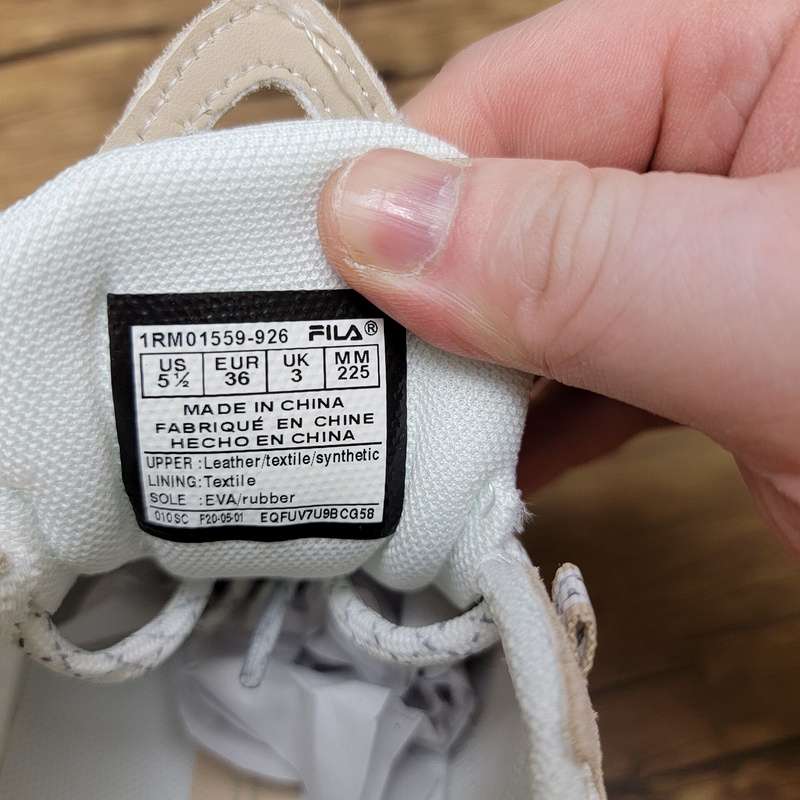 1RM01559-926 FILA®
US EUR UK MM
5½ 36 3 225
MADE IN CHINA
FABRIQUÉ EN CHINE
HECHO EN CHINA
UPPER :Leather/textile/synthetic
LINING:Textile
SOLE :EVA/rubber
010SC F20-05-01 EQFUV7U9BCG58